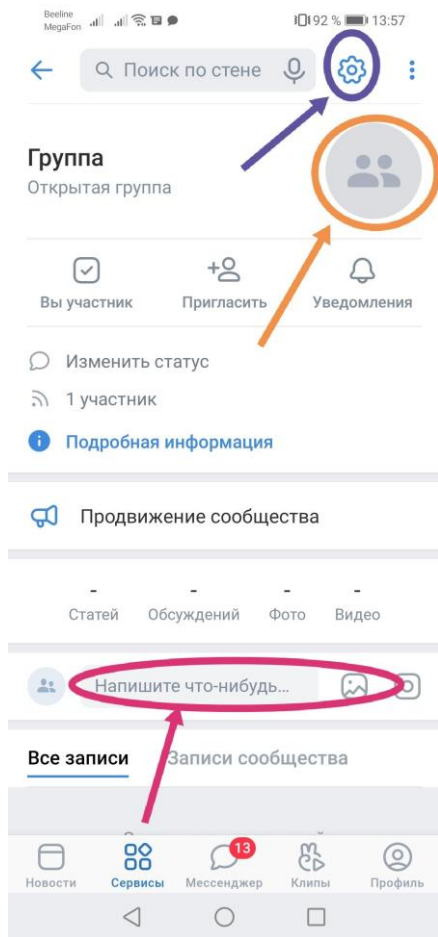 Beeline
MegaFon
92 % 13:57
Поиск по стене
Группа
Открытая группа
Вы участник Пригласить Уведомления
Изменить статус
1 участник
Подробная информация
Продвижение сообщества
- - - -
Статей Обсуждений Фото Видео
Напишите что-нибудь...
Все записи Записи сообщества
13
Новости Сервисы Мессенджер Клипы Профиль